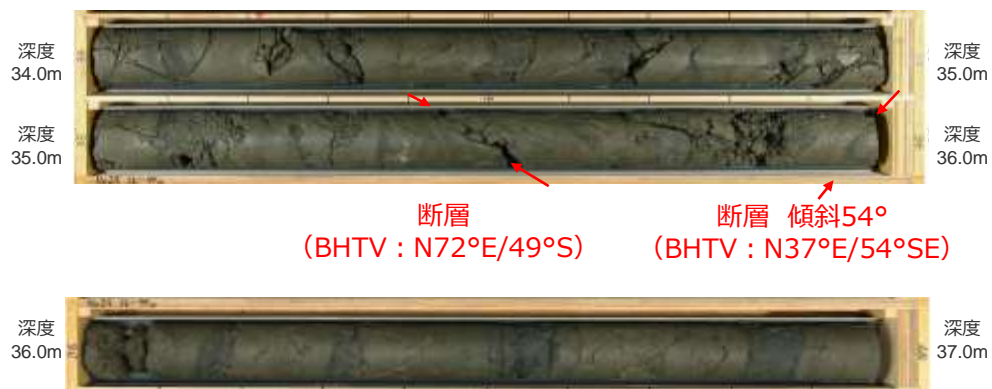 深度
34.0m
深度
35.0m
深度
35.0m
深度
36.0m
断層
（BHTV：N72°E/49°S）
断層 傾斜54°
（BHTV：N37°E/54°SE）
深度
36.0m
深度
37.0m